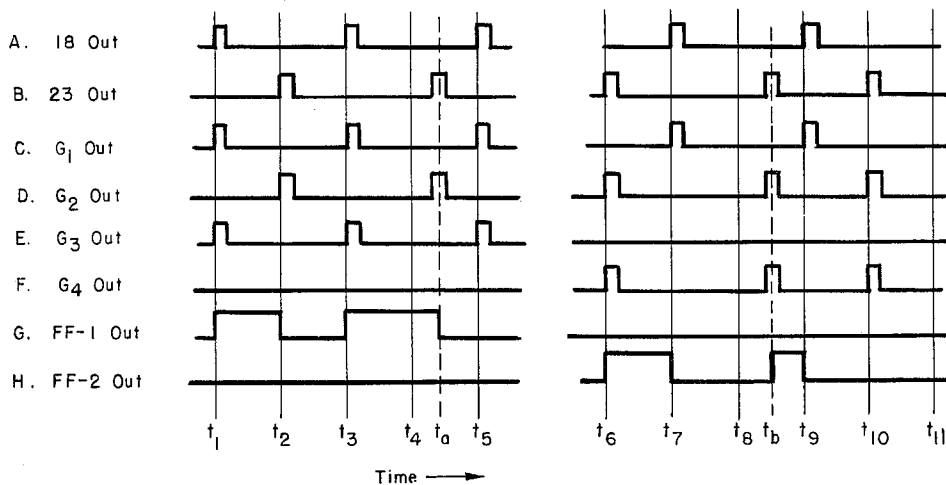 A. 18 Out
B. 23 Out
C. G1 Out
D. G2 Out
E. G3 Out
F. G4 Out
G. FF-1 Out
H. FF-2 Out
t1 t2 t3 t4 ta t5 t6 t7 t8 tb t9 t10 t11
Time